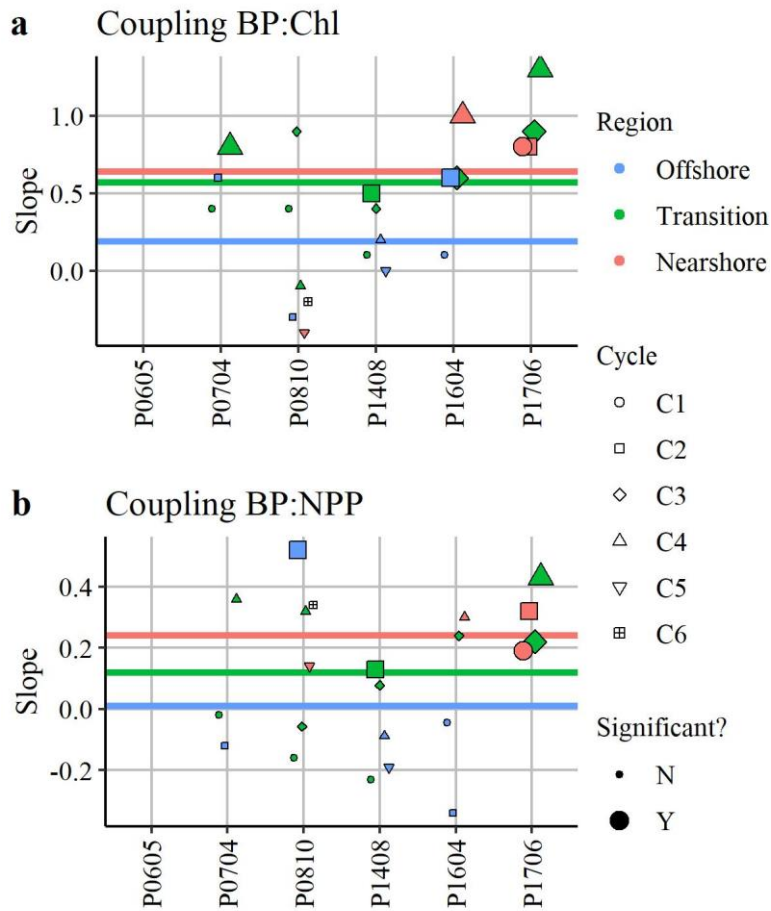 a Coupling BP:Chl
Slope
1.0
0.5
0.0
P0605 P0704 P0810 P1408 P1604 P1706
b Coupling BP:NPP
Slope
0.4
0.2
0.0
-0.2
P0605 P0704 P0810 P1408 P1604 P1706
Region
Offshore
Transition
Nearshore
Cycle
C1
C2
C3
C4
C5
C6
Significant?
N
Y